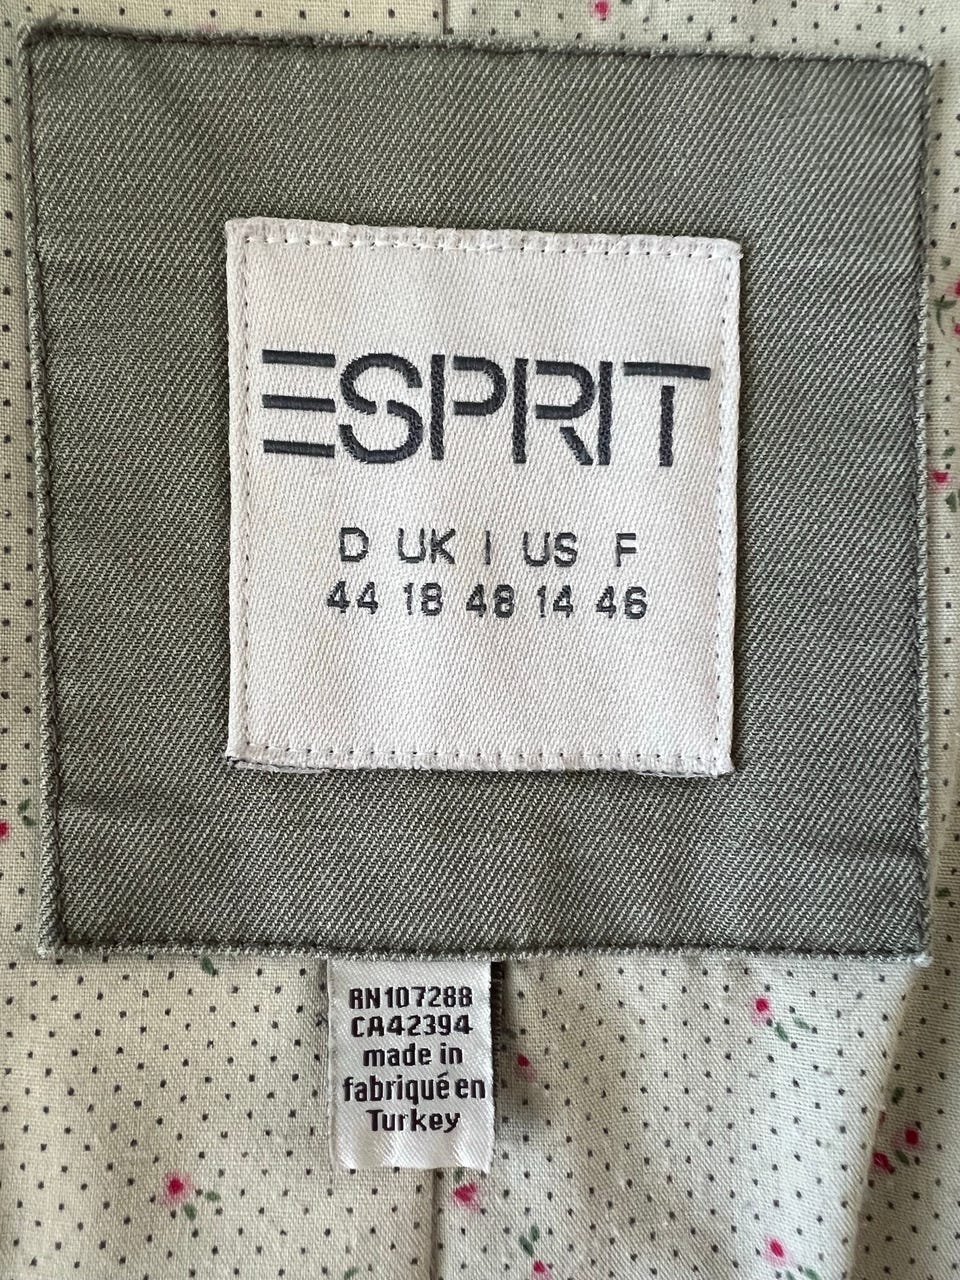 ESPRIT
D UK I US F
44 18 48 14 46
RN107288
CA42394
made in
fabriqué en
Turkey